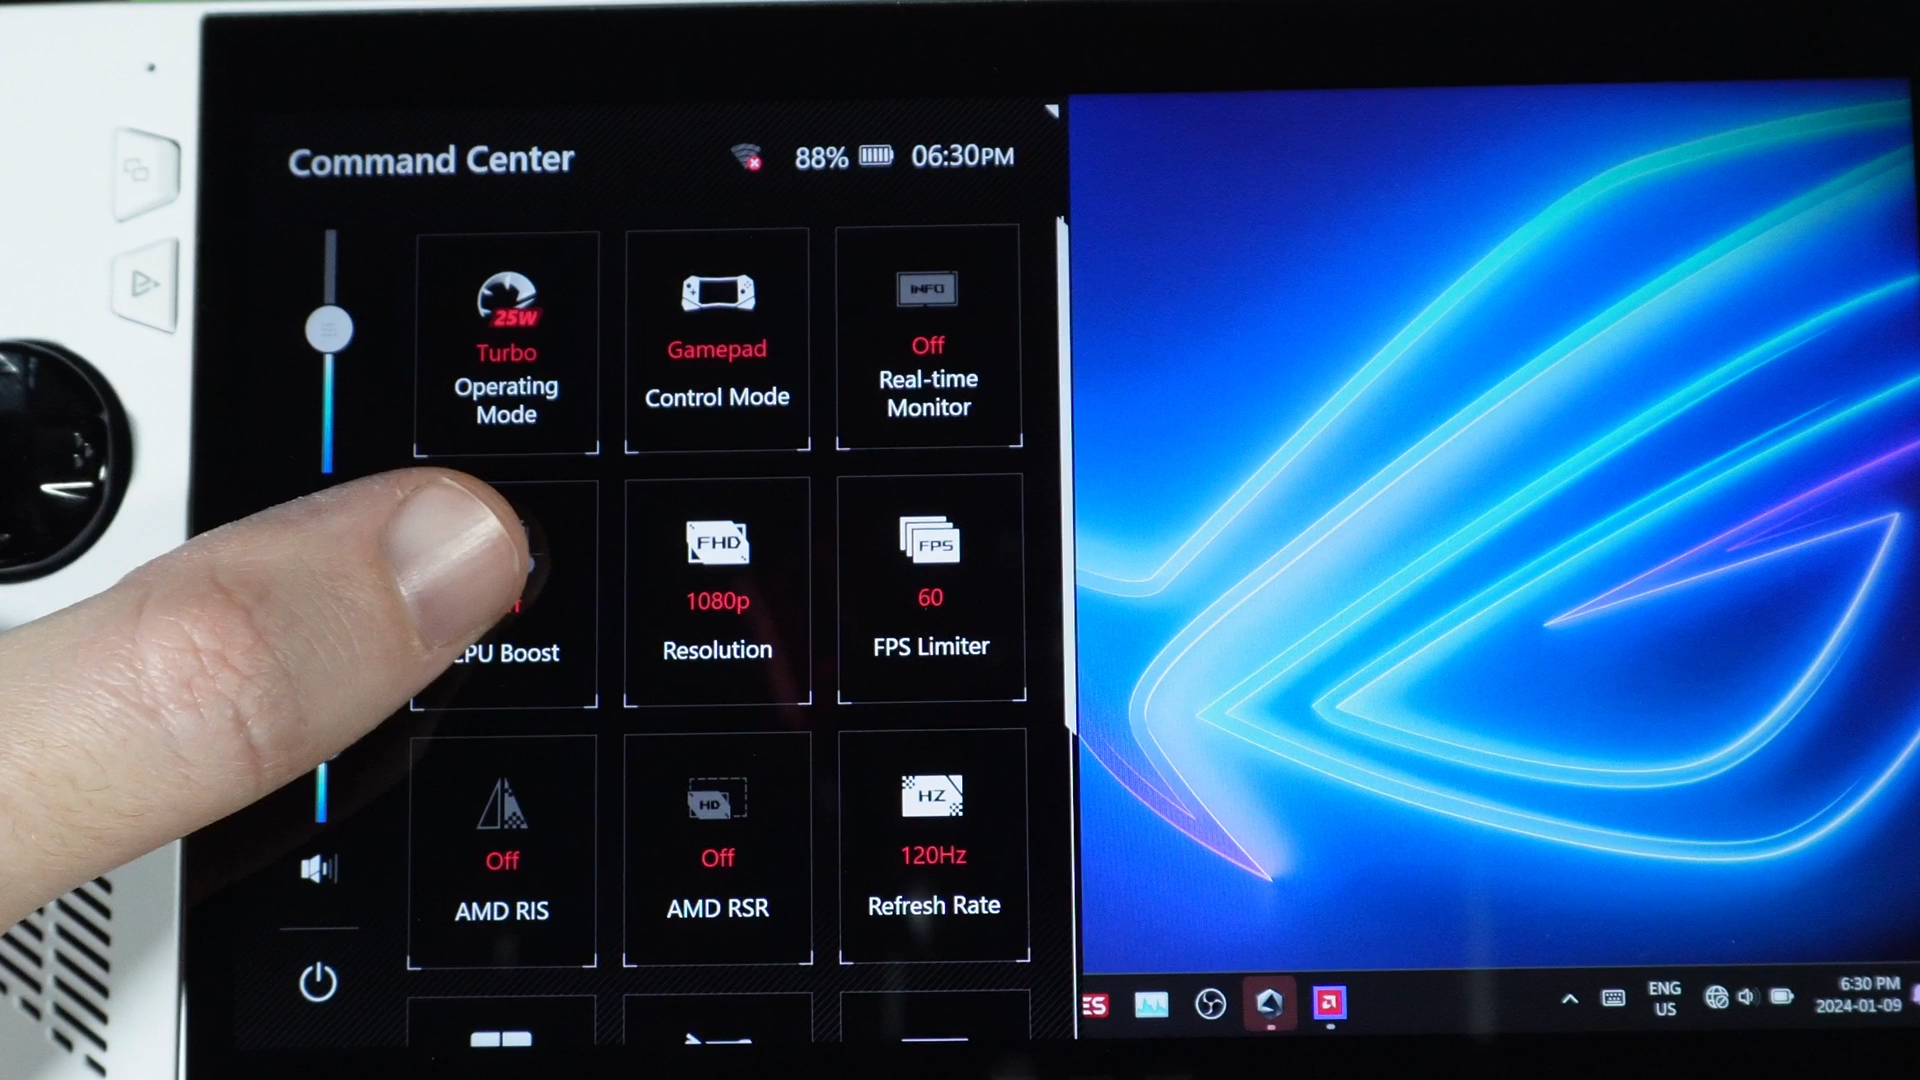 Command Center
88% 06:30PM
25W
Turbo
Operating
Mode
Gamepad
Control Mode
INFO
Off
Real-time
Monitor
CPU Boost
FHD
1080p
Resolution
FPS
60
FPS Limiter
Off
AMD RIS
HD
Off
AMD RSR
HZ
120Hz
Refresh Rate
ES
ENG
US
6:30 PM
2024-01-09